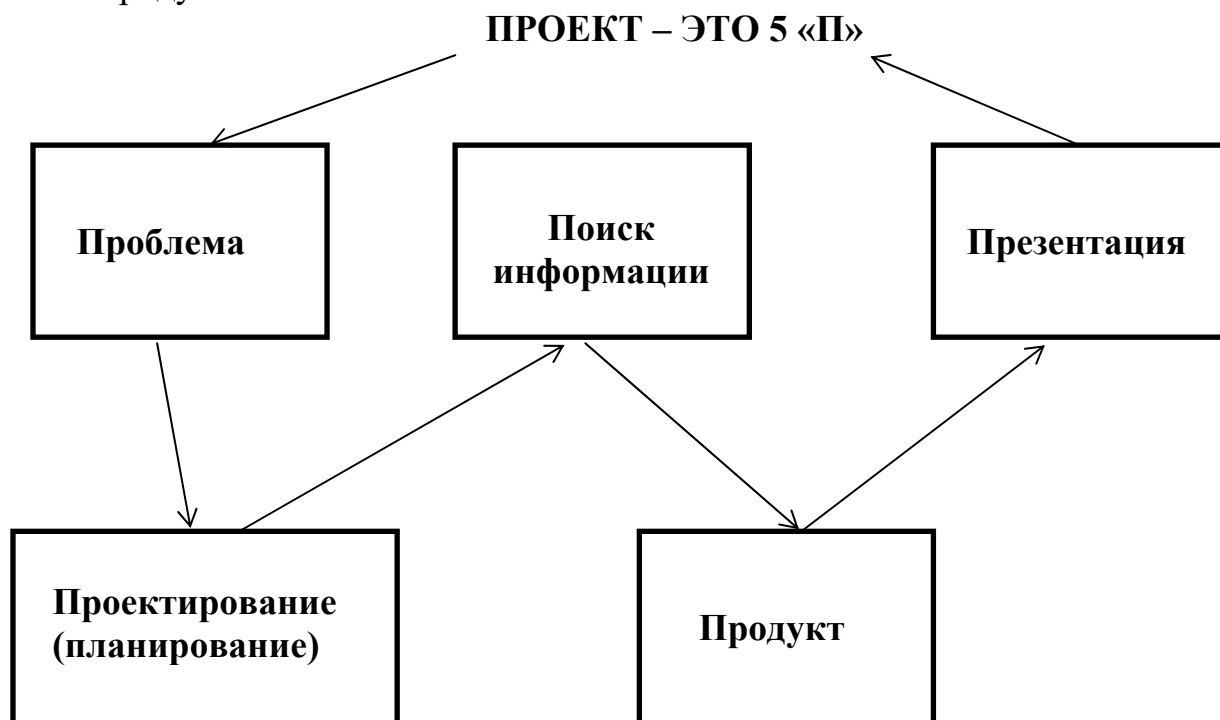 ПРОЕКТ – ЭТО 5 «П»
Проблема
Поиск
информации
Презентация
Проектирование
(планирование)
Продукт